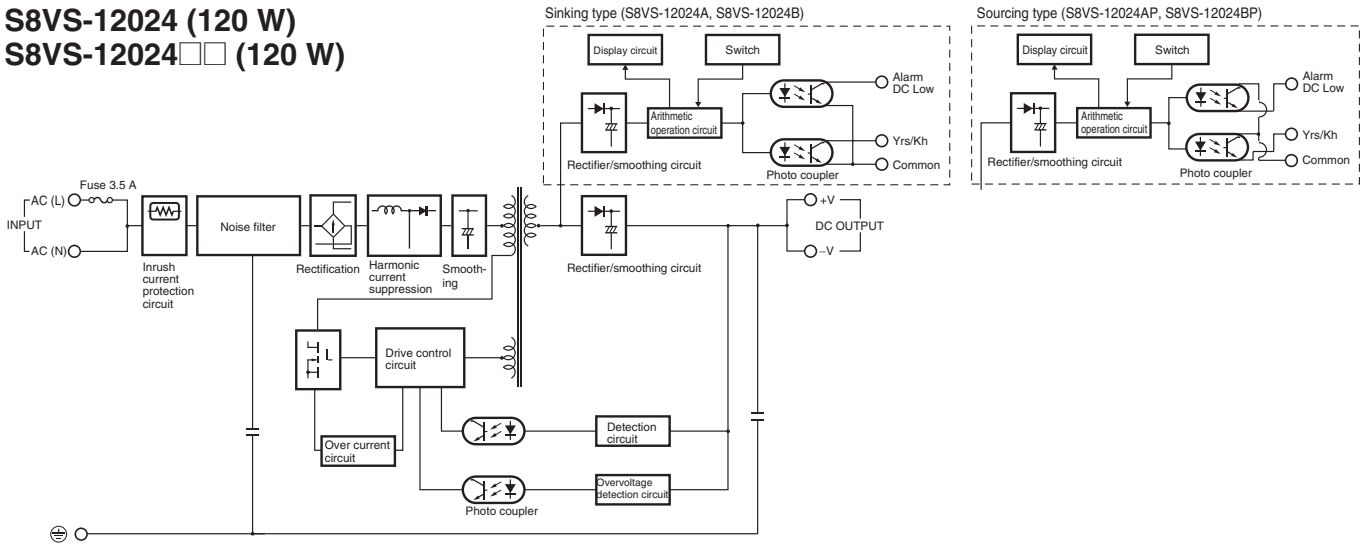 S8VS-12024 (120 W)
S8VS-12024□□ (120 W)
Sinking type (S8VS-12024A, S8VS-12024B)
Display circuit
Switch
Arithmetic
operation circuit
Rectifier/smoothing circuit
Photo coupler
Alarm
DC Low
Yrs/Kh
Common
Sourcing type (S8VS-12024AP, S8VS-12024BP)
Display circuit
Switch
Arithmetic
operation circuit
Rectifier/smoothing circuit
Photo coupler
Alarm
DC Low
Yrs/Kh
Common
Fuse 3.5 A
AC (L)
INPUT
AC (N)
Inrush
current
protection
circuit
Noise filter
Rectification
Harmonic
current
suppression
Smooth-
ing
Rectifier/smoothing circuit
+V
DC OUTPUT
–V
Drive control
circuit
Over current
circuit
Detection
circuit
Overvoltage
detection circuit
Photo coupler